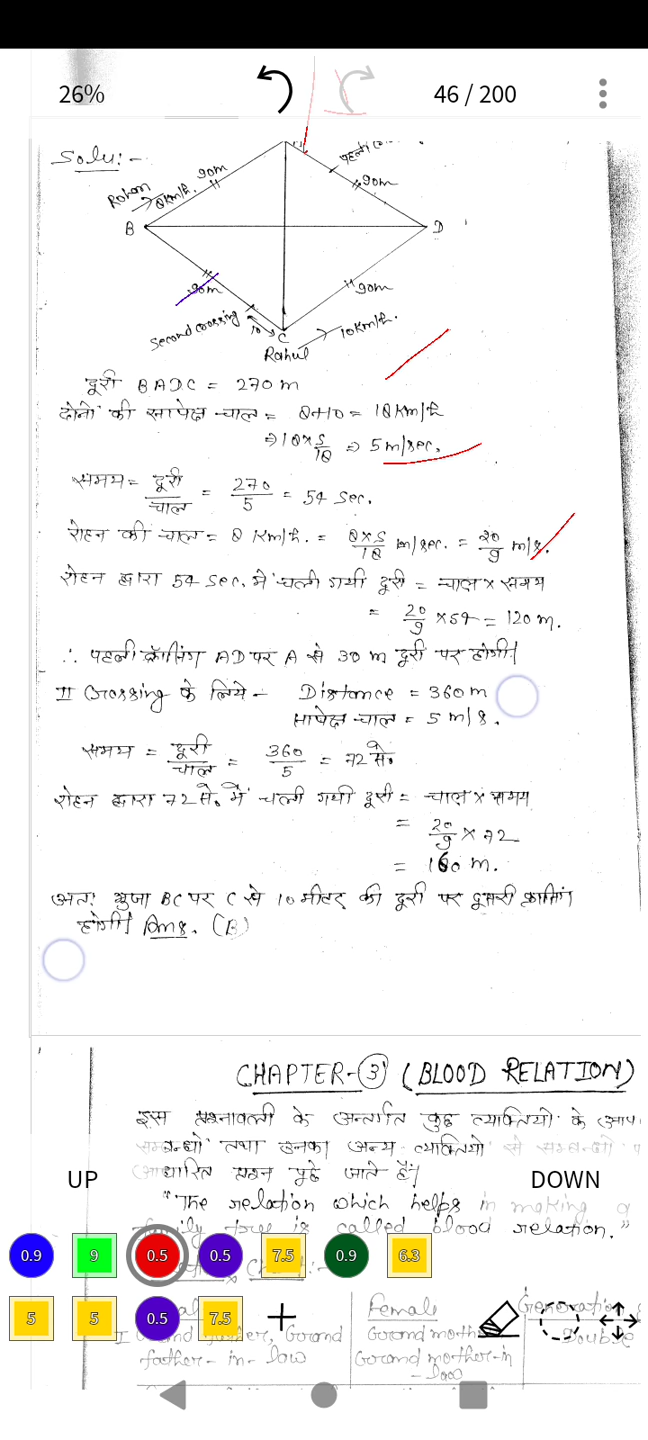 26%
46 / 200
Solu:-
90m
Rohan
8km/h.
90m
B
D
90m
90m
Second crossing
10
C
10km/h.
Rahul
दूरी BADC = 270 m
दोनो की सापेक्ष चाल = 8+10 = 18 km/h
⇒ 18×5/18 ⇒ 5 m/sec.
समय = दूरी/चाल = 270/5 = 54 Sec.
रोहन की चाल = 8 Km/h. = 8×5/18 m/sec. = 20/9 m/s.
रोहन द्वारा 54 Sec. मे चली गयी दूरी = चाल × समय
= 20/9 × 54 = 120 m.
∴ पहली क्रॉसिंग AD पर A से 30 m दूरी पर होगी।
II Crossing के लिये - Distance = 360 m
सापेक्ष चाल = 5 m/s.
समय = दूरी/चाल = 360/5 = 72 से०
रोहन द्वारा 72 से० में चली गयी दूरी = चाल × समय
= 20/9 × 72
= 160 m.
अतः भुजा BC पर C से 10 मीटर की दूरी पर दूसरी क्रासिंग
होगी। Ans. (B)
CHAPTER-3 (BLOOD RELATION)
इस प्रश्नावली के अन्तर्गत कुछ व्यक्तियो के आप
सम्बन्धो तथा उनका अन्य व्यक्तियो से सम्बन्धो प
आधारित प्रश्न पूछे जाते हैं।
UP
DOWN
"The relation which helps in making a
family tree is called blood relation."
0.9
9
0.5
0.5
7.5
0.9
6.3
5
5
0.5
7.5
+
Female
Generation
I Grand father, Grand
father-in-law
Grand moth
Grand mother-in
-law
Double